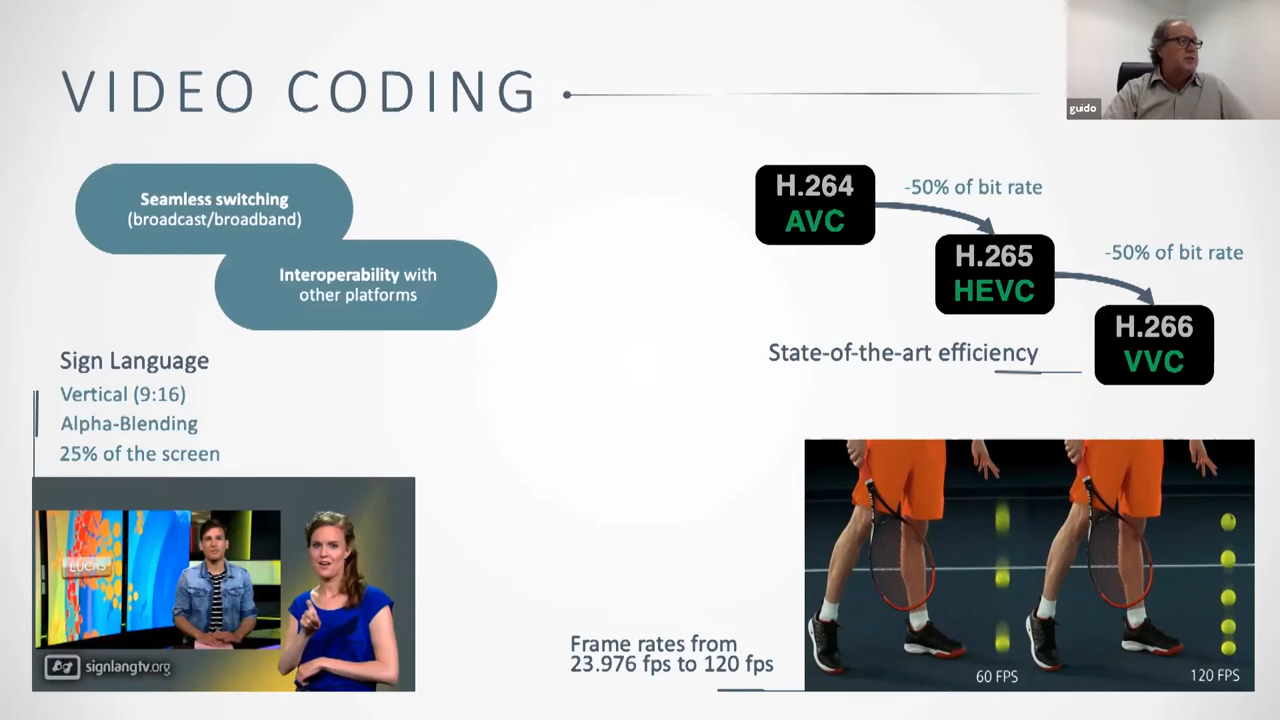 VIDEO CODING
guido
Seamless switching
(broadcast/broadband)
Interoperability with
other platforms
Sign Language
Vertical (9:16)
Alpha-Blending
25% of the screen
LUCAS
signlangtv.org
H.264
AVC
-50% of bit rate
H.265
HEVC
-50% of bit rate
H.266
VVC
State-of-the-art efficiency
Frame rates from
23.976 fps to 120 fps
60 FPS
120 FPS